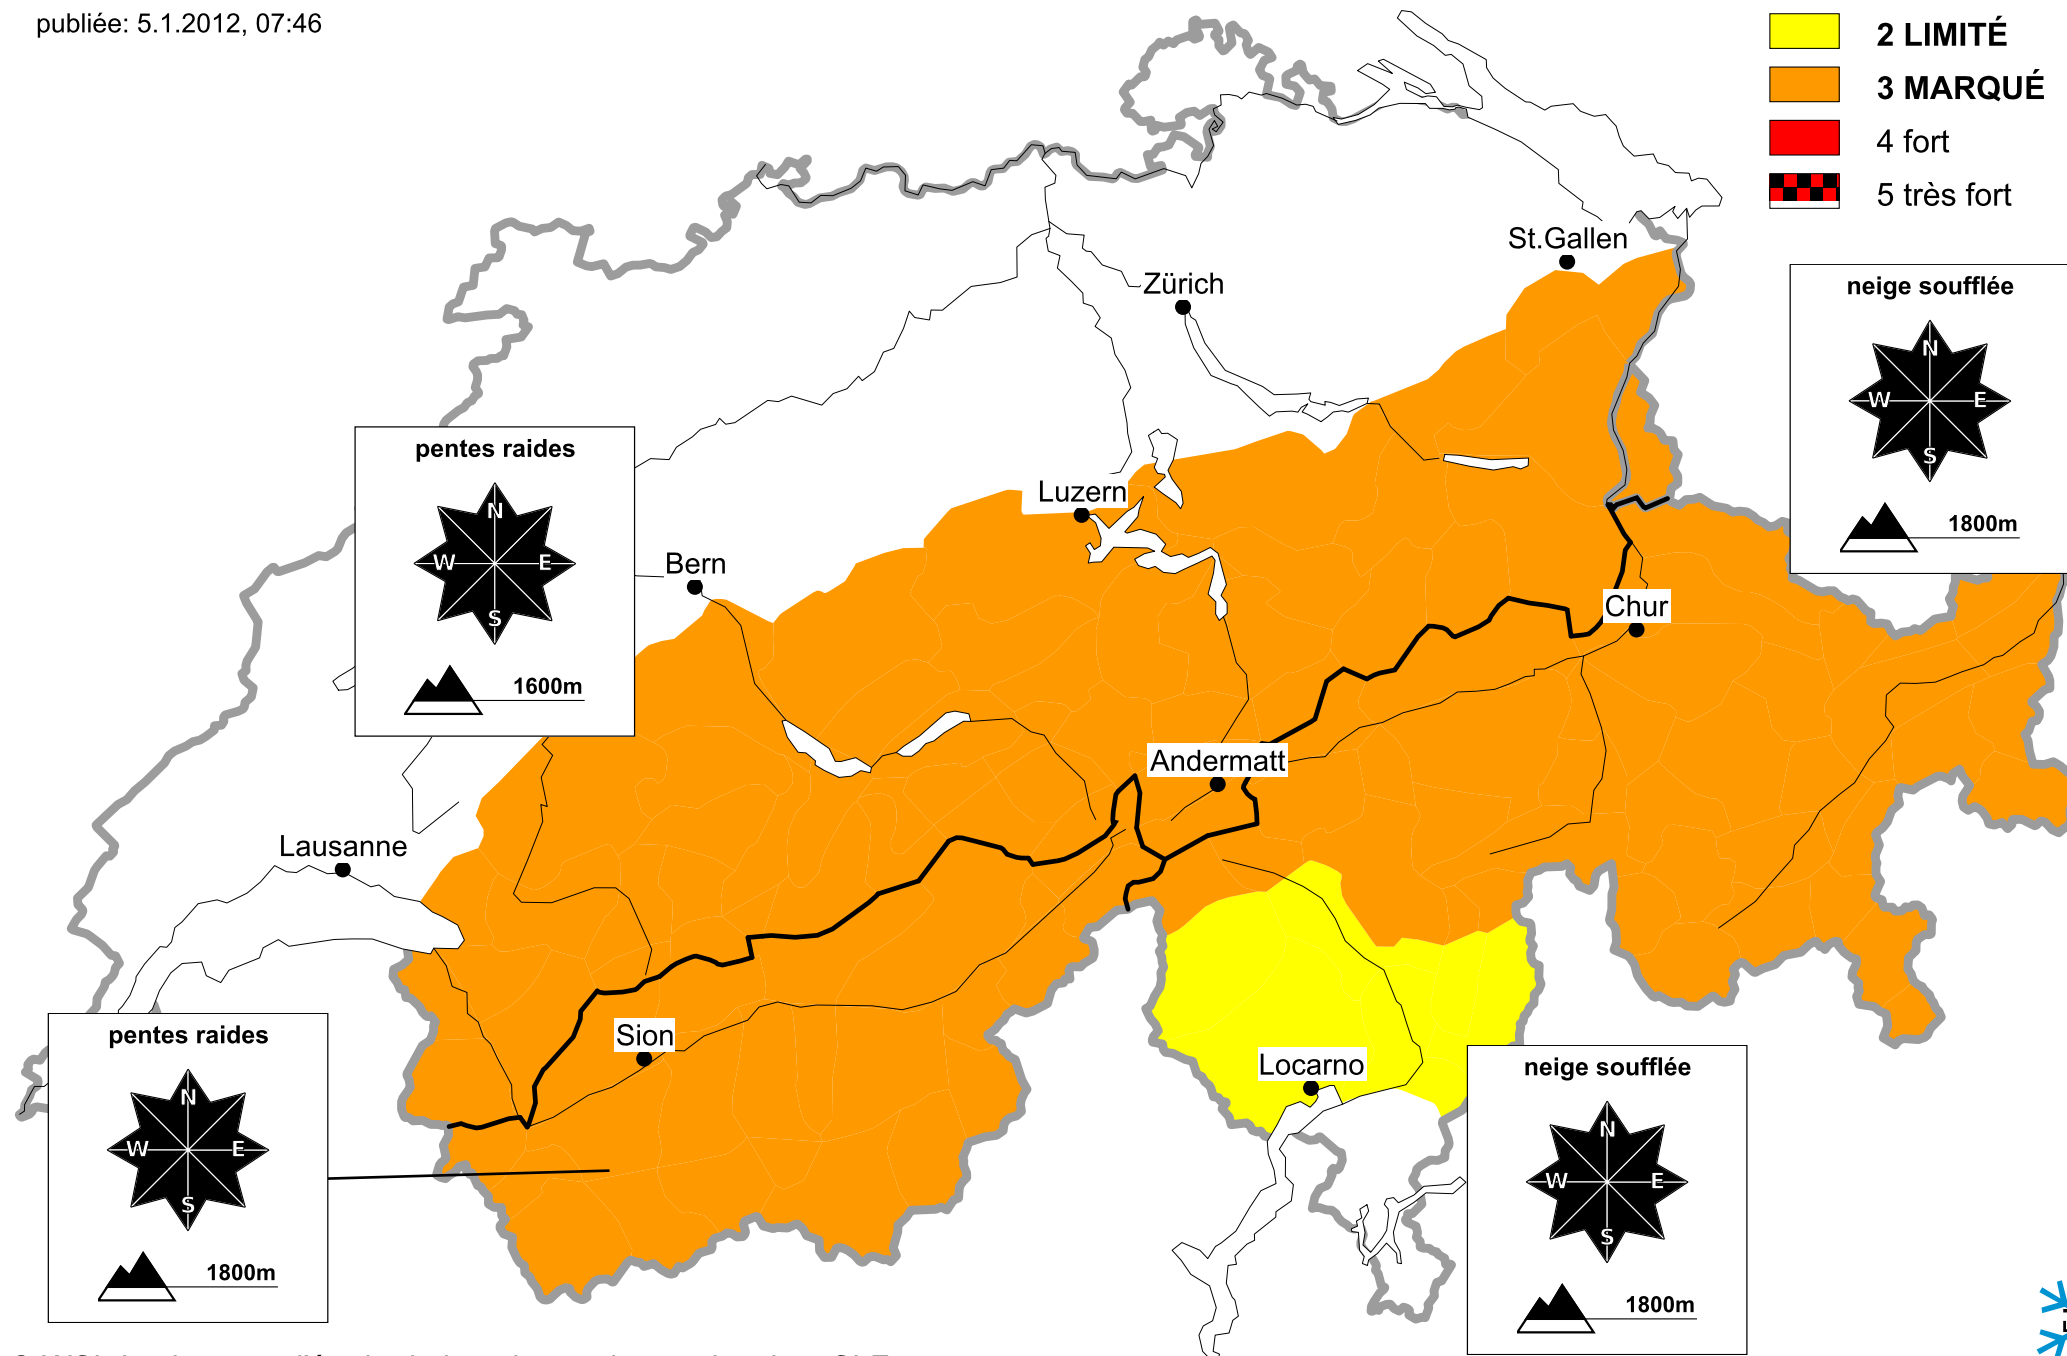 publiée: 5.1.2012, 07:46
2 LIMITÉ
3 MARQUÉ
4 fort
5 très fort
St.Gallen
Zürich
neige soufflée
N
W E
S
1800m
pentes raides
N
W E
S
1600m
Luzern
Bern
Chur
Andermatt
Lausanne
Sion
Locarno
pentes raides
N
W E
S
1800m
neige soufflée
N
W E
S
1800m